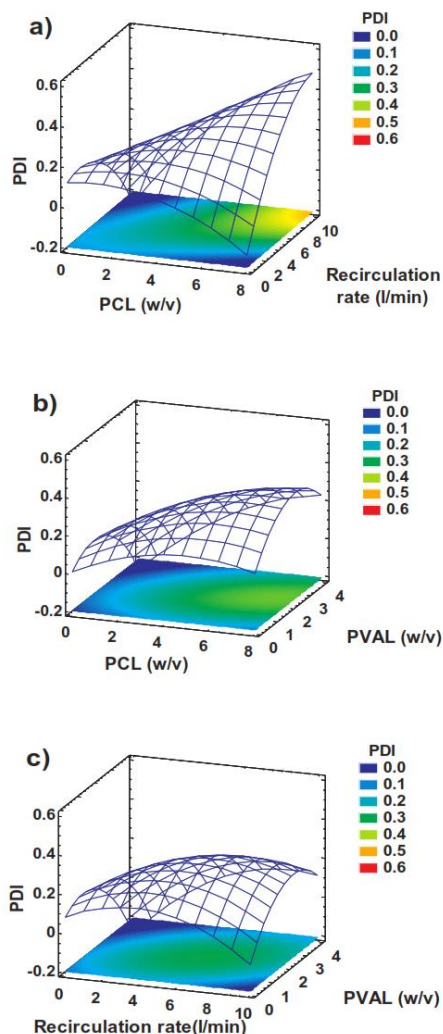 a)
PDI
0.0
0.1
0.2
0.3
0.4
0.5
0.6
0.6
0.4
0.2
0
-0.2
PDI
0 2 4 6 8
PCL (w/v)
0 2 4 6 8 10
Recirculation
rate (l/min)
b)
PDI
0.0
0.1
0.2
0.3
0.4
0.5
0.6
0.6
0.4
0.2
0
-0.2
PDI
0 2 4 6 8
PCL (w/v)
0 1 2 3 4
PVAL (w/v)
c)
PDI
0.0
0.1
0.2
0.3
0.4
0.5
0.6
0.6
0.4
0.2
0
-0.2
PDI
0 2 4 6 8 10
Recirculation rate(l/min)
0 1 2 3 4
PVAL (w/v)